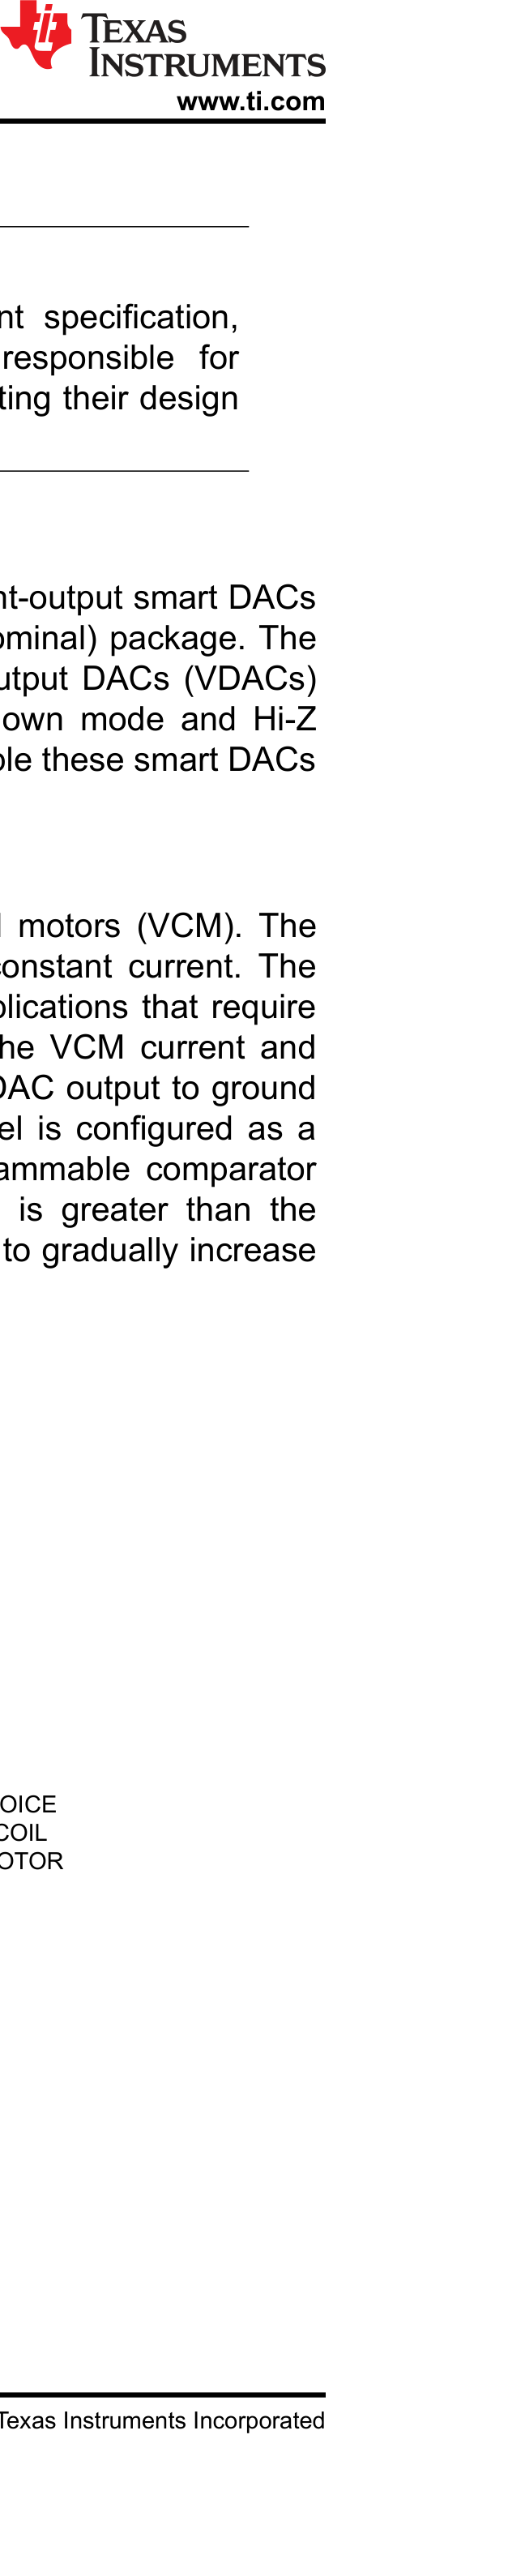 TEXAS
INSTRUMENTS
www.ti.com
nt specification,
responsible for
ting their design
nt-output smart DACs
ominal) package. The
utput DACs (VDACs)
own mode and Hi-Z
ble these smart DACs
l motors (VCM). The
constant current. The
plications that require
he VCM current and
DAC output to ground
el is configured as a
ammable comparator
is greater than the
to gradually increase
OICE
COIL
OTOR
Texas Instruments Incorporated